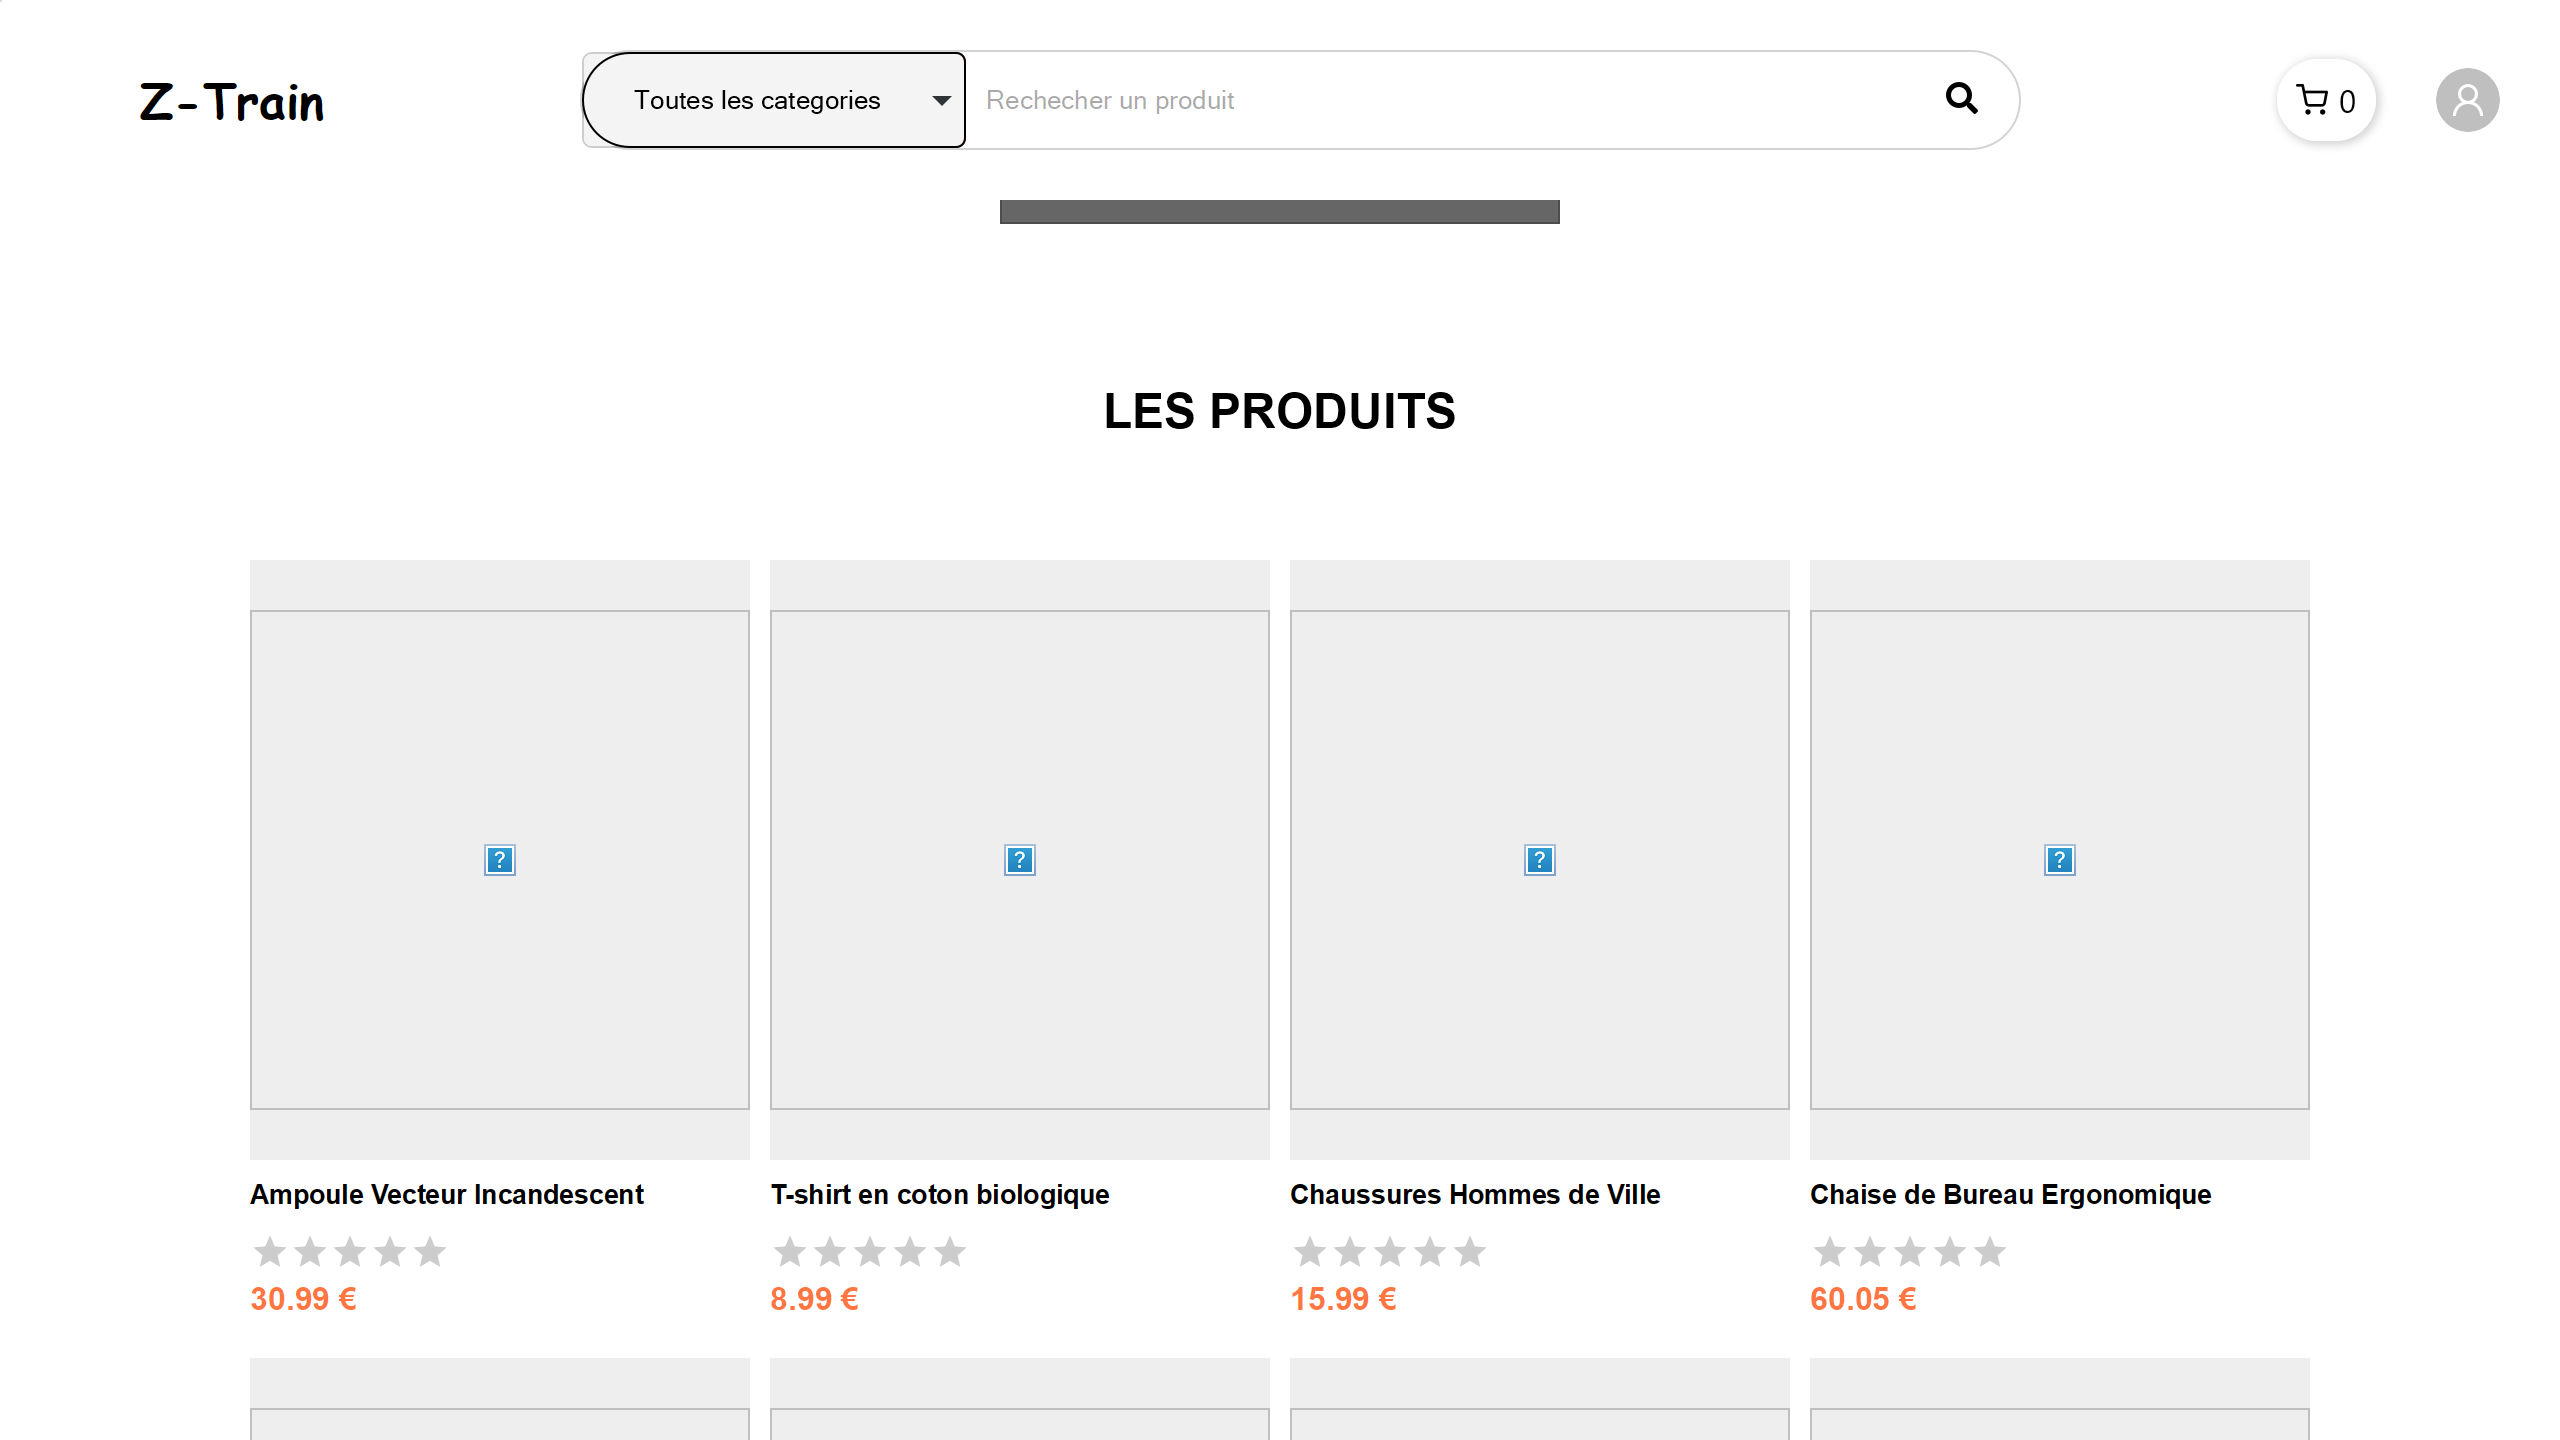 Z-Train
Toutes les categories
Rechecher un produit
0
LES PRODUITS
?
?
?
?
Ampoule Vecteur Incandescent
T-shirt en coton biologique
Chaussures Hommes de Ville
Chaise de Bureau Ergonomique
30.99 €
8.99 €
15.99 €
60.05 €